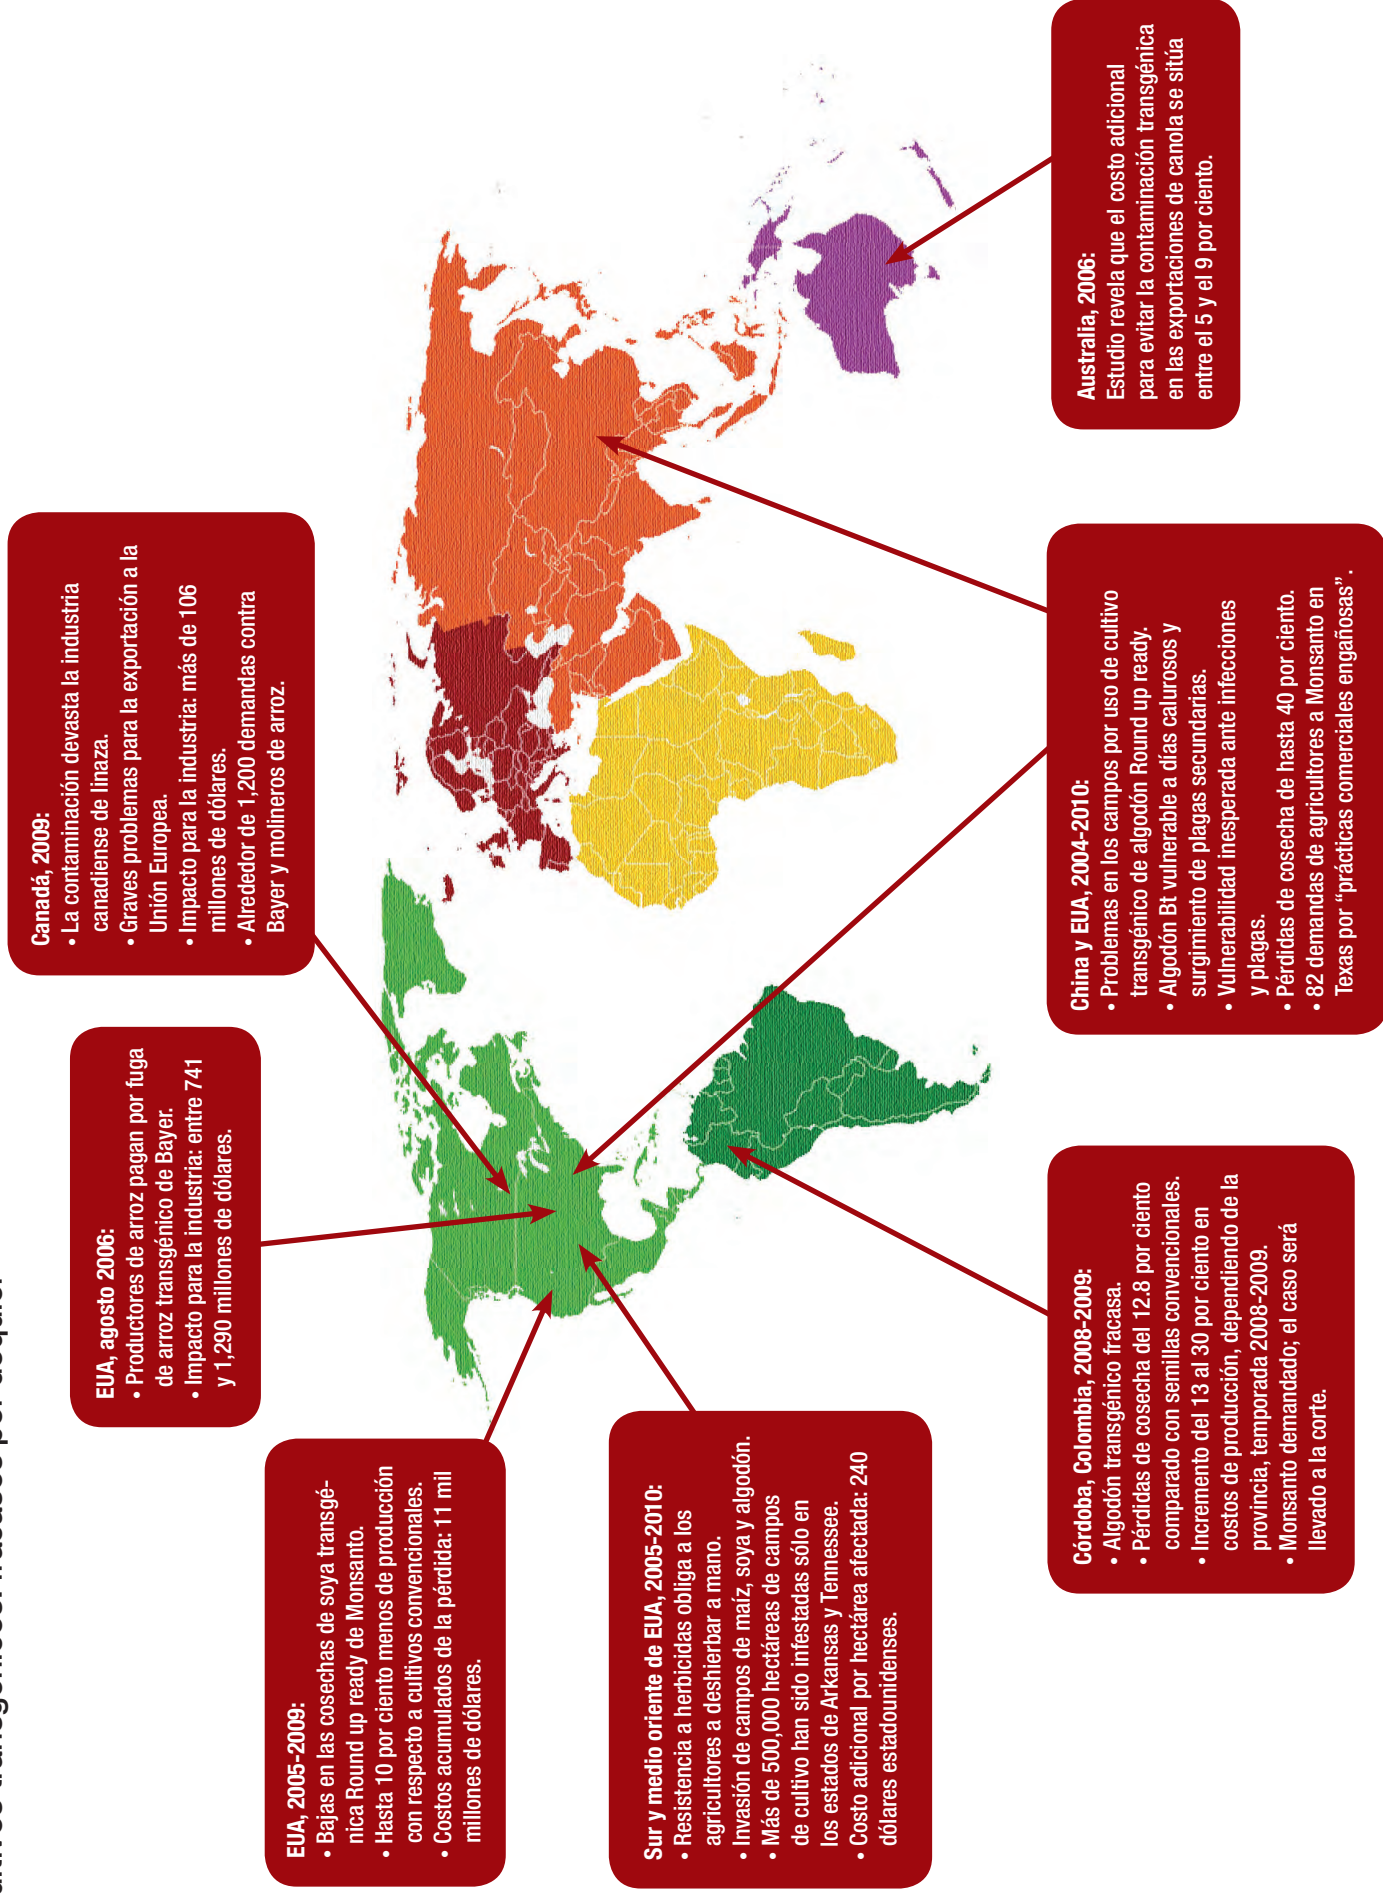 ultivos transgénicos: fracasos por doquier
EUA, 2005-2009:
• Bajas en las cosechas de soya transgé-
nica Round up ready de Monsanto.
• Hasta 10 por ciento menos de producción
con respecto a cultivos convencionales.
• Costos acumulados de la pérdida: 11 mil
millones de dólares.
EUA, agosto 2006:
• Productores de arroz pagan por fuga
de arroz transgénico de Bayer.
• Impacto para la industria: entre 741
y 1,290 millones de dólares.
Canadá, 2009:
• La contaminación devasta la industria
canadiense de linaza.
• Graves problemas para la exportación a la
Unión Europea.
• Impacto para la industria: más de 106
millones de dólares.
• Alrededor de 1,200 demandas contra
Bayer y molineros de arroz.
Sur y medio oriente de EUA, 2005-2010:
• Resistencia a herbicidas obliga a los
agricultores a deshierbar a mano.
• Invasión de campos de maíz, soya y algodón.
• Más de 500,000 hectáreas de campos
de cultivo han sido infestadas sólo en
los estados de Arkansas y Tennessee.
• Costo adicional por hectárea afectada: 240
dólares estadounidenses.
Córdoba, Colombia, 2008-2009:
• Algodón transgénico fracasa.
• Pérdidas de cosecha del 12.8 por ciento
comparado con semillas convencionales.
• Incremento del 13 al 30 por ciento en
costos de producción, dependiendo de la
provincia, temporada 2008-2009.
• Monsanto demandado; el caso será
llevado a la corte.
China y EUA, 2004-2010:
• Problemas en los campos por uso de cultivo
transgénico de algodón Round up ready.
• Algodón Bt vulnerable a días calurosos y
surgimiento de plagas secundarias.
• Vulnerabilidad inesperada ante infecciones
y plagas.
• Pérdidas de cosecha de hasta 40 por ciento.
• 82 demandas de agricultores a Monsanto en
Texas por “prácticas comerciales engañosas”.
Australia, 2006:
Estudio revela que el costo adicional
para evitar la contaminación transgénica
en las exportaciones de canola se sitúa
entre el 5 y el 9 por ciento.